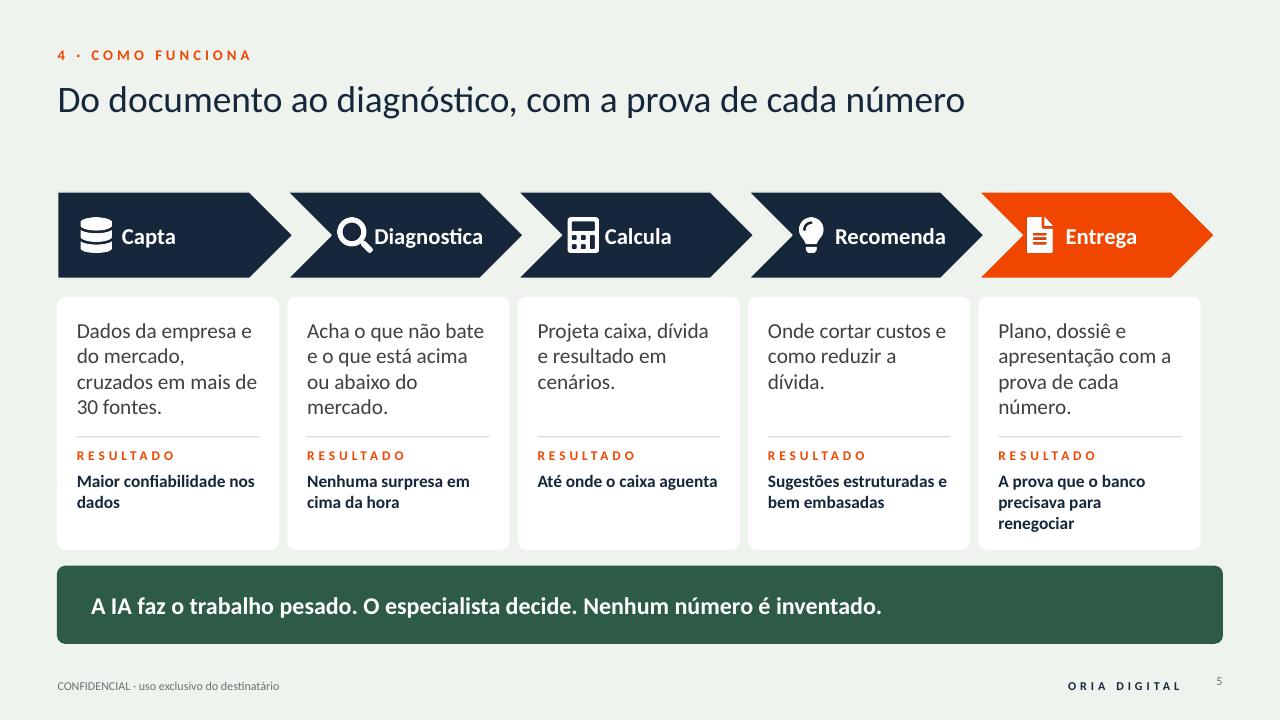 4 · COMO FUNCIONA
Do documento ao diagnóstico, com a prova de cada número
Capta
Diagnostica
Calcula
Recomenda
Entrega
Dados da empresa e
do mercado,
cruzados em mais de
30 fontes.
RESULTADO
Maior confiabilidade nos
dados
Acha o que não bate
e o que está acima
ou abaixo do
mercado.
RESULTADO
Nenhuma surpresa em
cima da hora
Projeta caixa, dívida
e resultado em
cenários.
RESULTADO
Até onde o caixa aguenta
Onde cortar custos e
como reduzir a
dívida.
RESULTADO
Sugestões estruturadas e
bem embasadas
Plano, dossiê e
apresentação com a
prova de cada
número.
RESULTADO
A prova que o banco
precisava para
renegociar
A IA faz o trabalho pesado. O especialista decide. Nenhum número é inventado.
CONFIDENCIAL · uso exclusivo do destinatário
ORIA DIGITAL
5